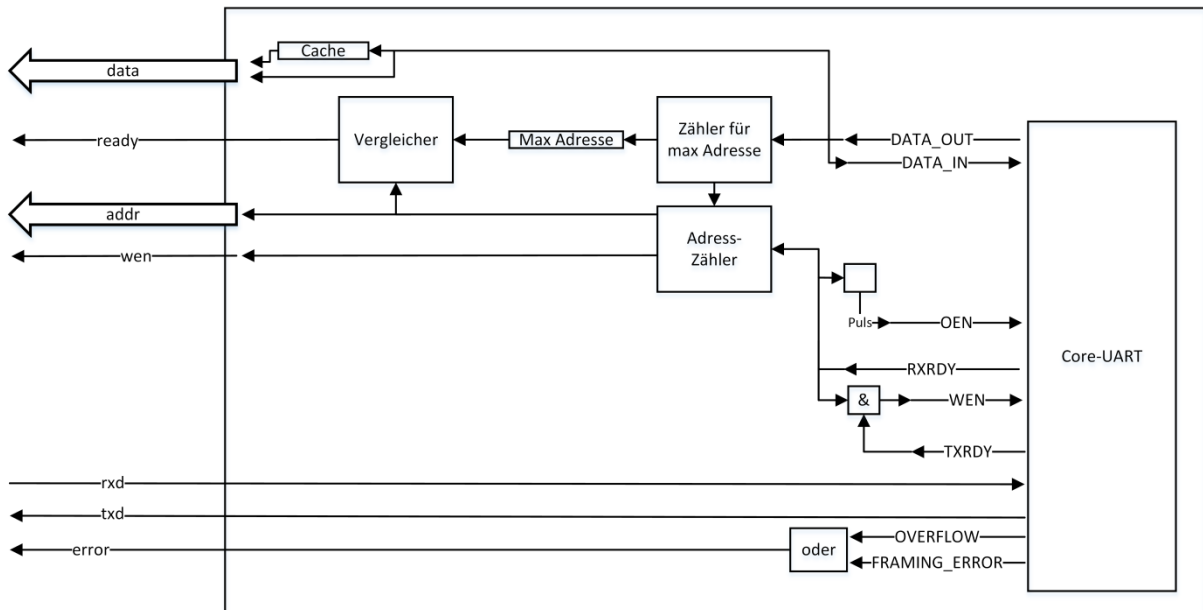 Cache
data
Vergleicher
Zähler für
max Adresse
Max Adresse
ready
DATA_OUT
DATA_IN
addr
Adress-
Zähler
wen
Puls
OEN
Core-UART
RXRDY
&
WEN
TXRDY
rxd
txd
OVERFLOW
error
oder
FRAMING_ERROR